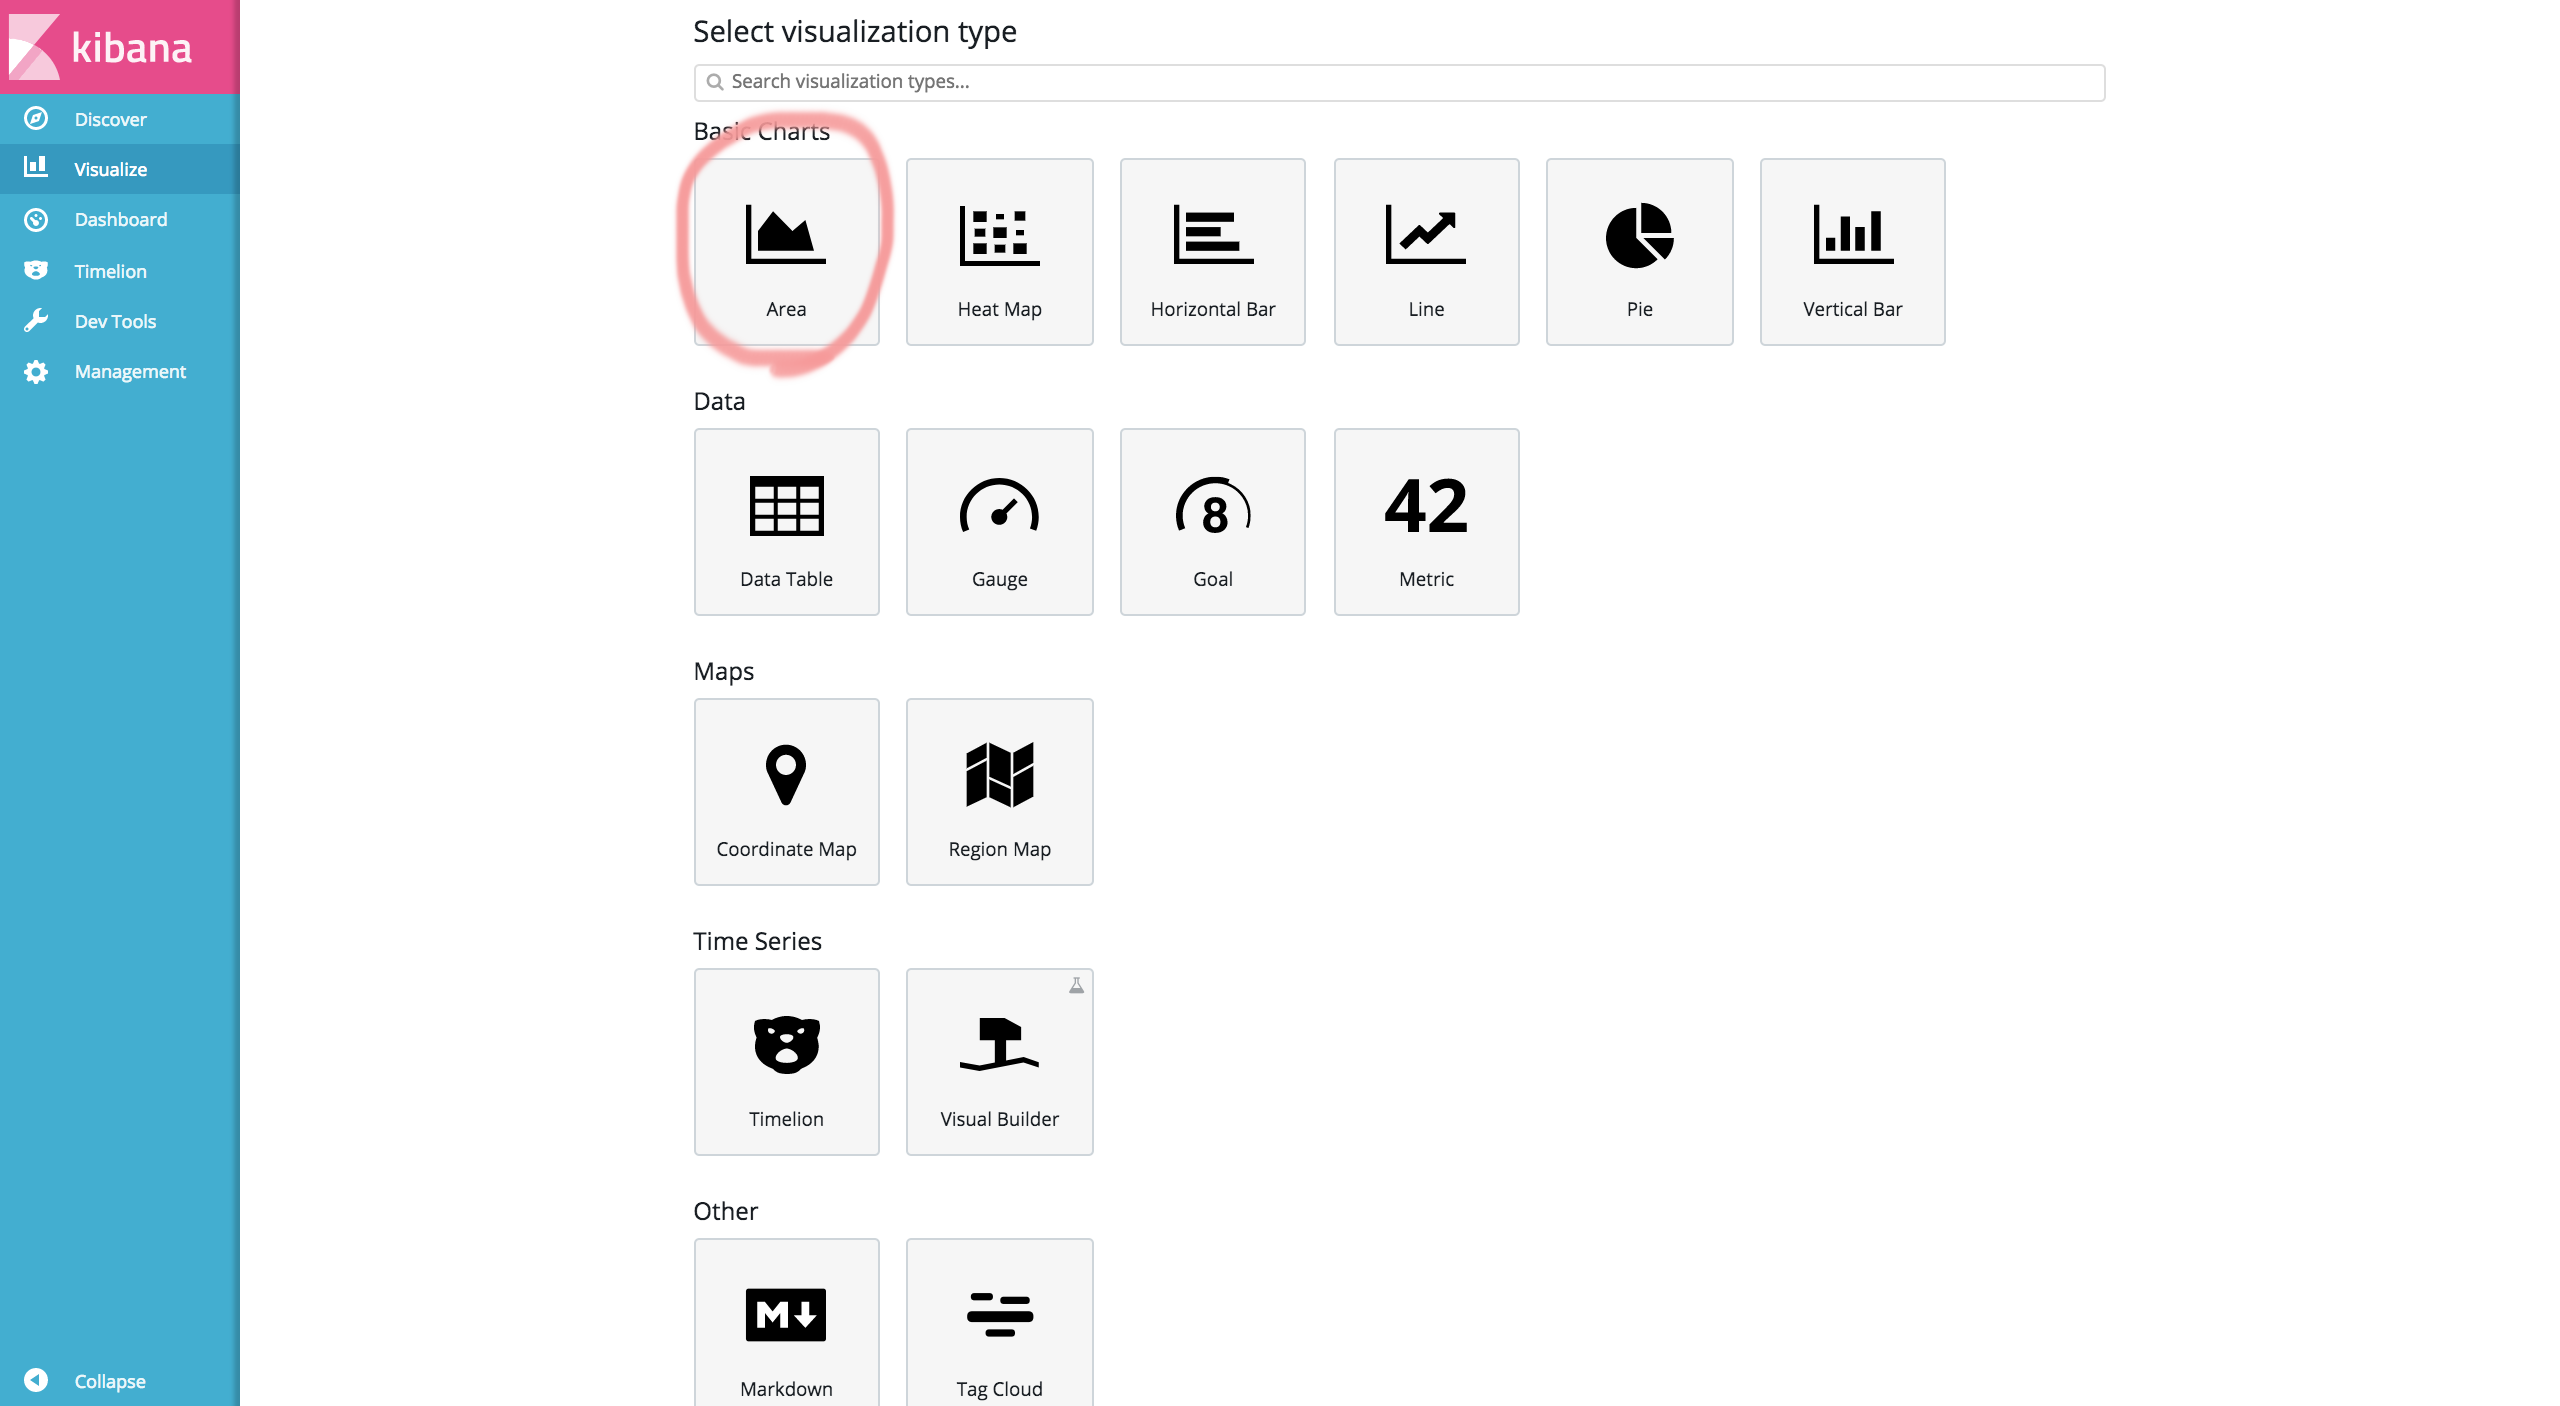 kibana
Discover
Visualize
Dashboard
Timelion
Dev Tools
Management
Collapse
Select visualization type
Search visualization types...
Basic Charts
Area
Heat Map
Horizontal Bar
Line
Pie
Vertical Bar
Data
8
42
Data Table
Gauge
Goal
Metric
Maps
Coordinate Map
Region Map
Time Series
Timelion
Visual Builder
Other
M
Markdown
Tag Cloud